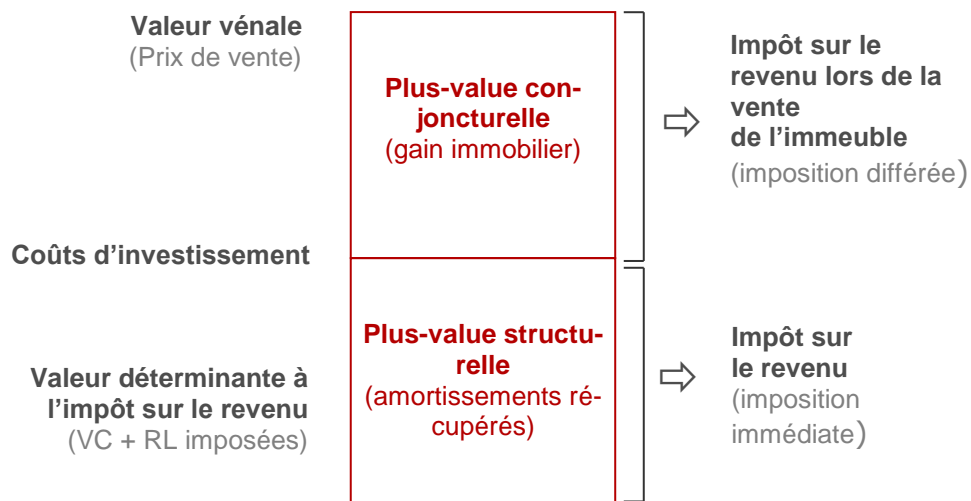 Valeur vénale
(Prix de vente)
Plus-value con-
joncturelle
(gain immobilier)
Impôt sur le
revenu lors de la
vente
de l’immeuble
(imposition différée)
Coûts d’investissement
Plus-value structu-
relle
(amortissements ré-
cupérés)
Valeur déterminante à
l’impôt sur le revenu
(VC + RL imposées)
Impôt sur
le revenu
(imposition
immédiate)